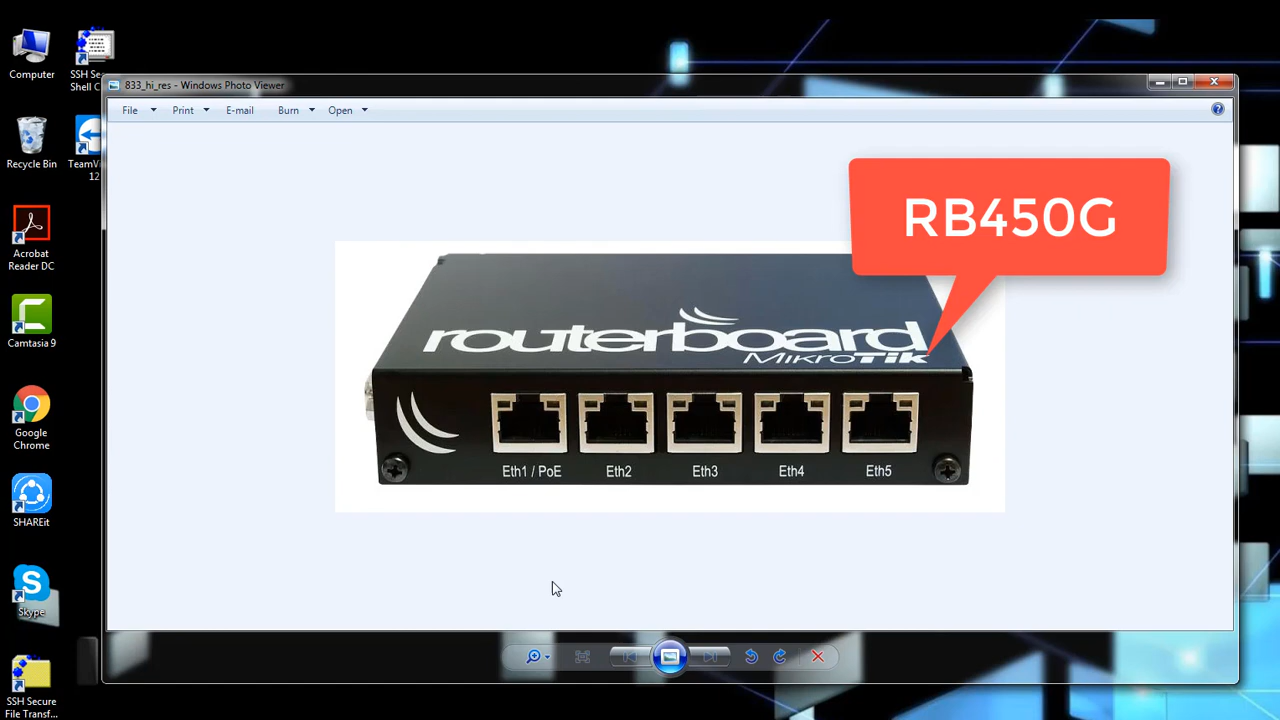 Computer
SSH Sec
Shell C
Recycle Bin
TeamVi
12
Acrobat
Reader DC
Camtasia 9
Google
Chrome
SHAREit
Skype
SSH Secure
File Transf...
833_hi_res - Windows Photo Viewer
File
Print
E-mail
Burn
Open
RB450G
routerboard
MikroTik
Eth1 / PoE
Eth2
Eth3
Eth4
Eth5